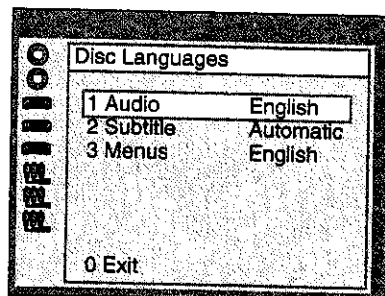 Disc Languages
1 Audio English
2 Subtitle Automatic
3 Menus English
0 Exit